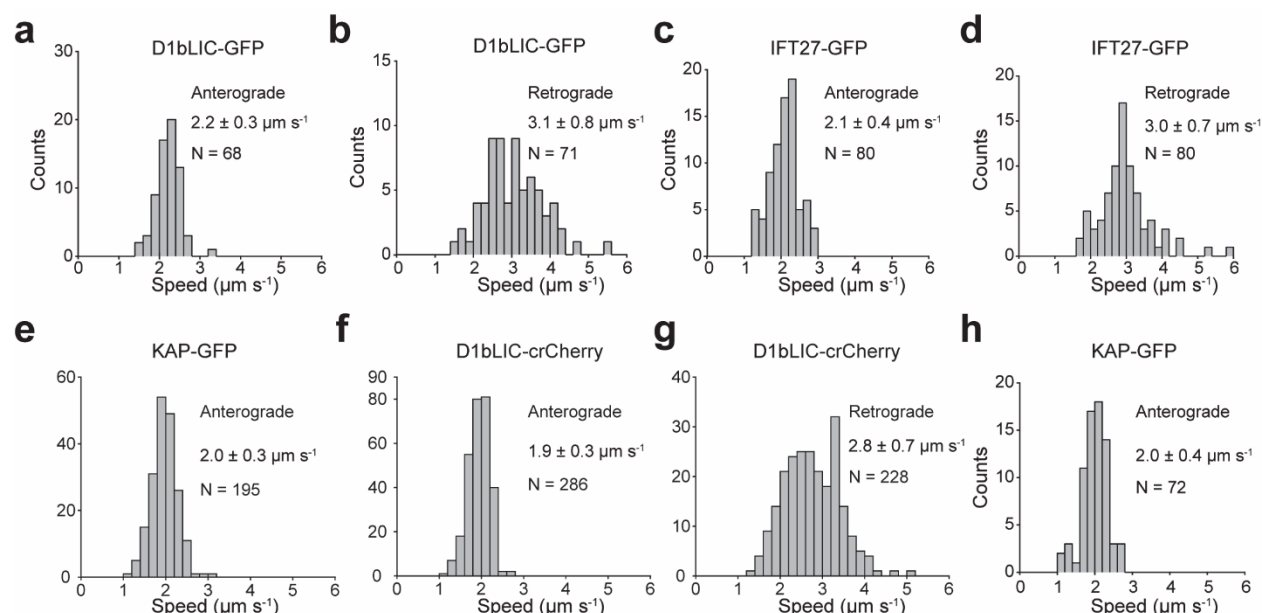 a
D1bLIC-GFP
Counts
30
20
10
0
Anterograde
2.2 ± 0.3 µm s⁻¹
N = 68
0 1 2 3 4 5 6
Speed (µm s⁻¹)
b
D1bLIC-GFP
15
10
5
0
Retrograde
3.1 ± 0.8 µm s⁻¹
N = 71
0 1 2 3 4 5 6
Speed (µm s⁻¹)
c
IFT27-GFP
Counts
20
15
10
5
0
Anterograde
2.1 ± 0.4 µm s⁻¹
N = 80
0 1 2 3 4 5 6
Speed (µm s⁻¹)
d
IFT27-GFP
20
15
10
5
0
Retrograde
3.0 ± 0.7 µm s⁻¹
N = 80
0 1 2 3 4 5 6
Speed (µm s⁻¹)
e
KAP-GFP
Counts
60
40
20
0
Anterograde
2.0 ± 0.3 µm s⁻¹
N = 195
0 1 2 3 4 5 6
Speed (µm s⁻¹)
f
D1bLIC-crCherry
90
80
60
40
20
0
Anterograde
1.9 ± 0.3 µm s⁻¹
N = 286
0 1 2 3 4 5 6
Speed (µm s⁻¹)
g
D1bLIC-crCherry
40
30
20
10
0
Retrograde
2.8 ± 0.7 µm s⁻¹
N = 228
0 1 2 3 4 5 6
Speed (µm s⁻¹)
h
KAP-GFP
Counts
20
15
10
5
0
Anterograde
2.0 ± 0.4 µm s⁻¹
N = 72
0 1 2 3 4 5 6
Speed (µm s⁻¹)